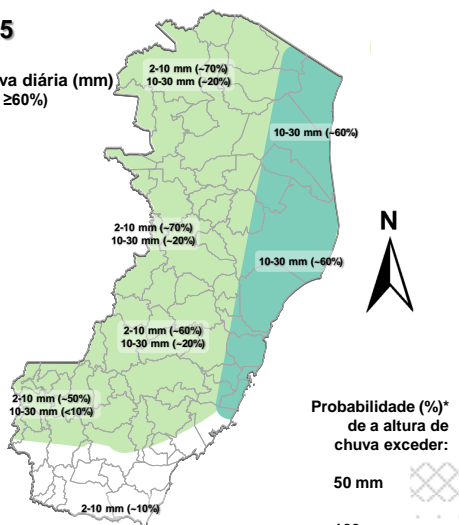 5
va diária (mm)
≥60%)
2-10 mm (~70%)
10-30 mm (~20%)
10-30 mm (~60%)
2-10 mm (~70%)
10-30 mm (~20%)
N
10-30 mm (~60%)
2-10 mm (~60%)
10-30 mm (~20%)
2-10 mm (~50%)
10-30 mm (<10%)
Probabilidade (%)*
de a altura de
chuva exceder:
50 mm
2-10 mm (~10%)